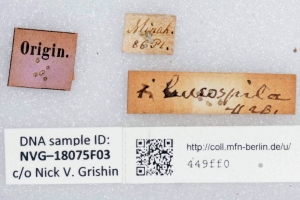 Origin.
Minah.
86. Pl.
Leucospila
DNA sample ID:
NVG–18075F03
c/o Nick V. Grishin
http://coll.mfn-berlin.de/u/
449ff0